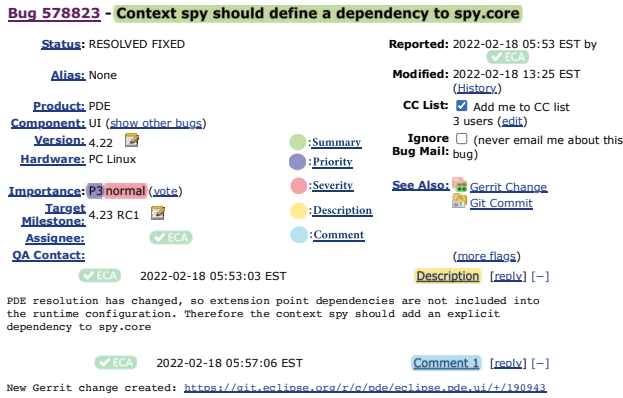 Bug 578823 - Context spy should define a dependency to spy.core
Status: RESOLVED FIXED
Alias: None
Product: PDE
Component: UI (show other bugs)
Version: 4.22
Hardware: PC Linux
Importance: P3 normal (vote)
Target Milestone: 4.23 RC1
Assignee: ✓ ECA
QA Contact:
:Summary
:Priority
:Severity
:Description
:Comment
Reported: 2022-02-18 05:53 EST by
✓ ECA
Modified: 2022-02-18 13:25 EST
(History)
CC List: Add me to CC list
3 users (edit)
Ignore Bug Mail: (never email me about this
bug)
See Also: Gerrit Change
Git Commit
(more flags)
✓ ECA 2022-02-18 05:53:03 EST Description [reply] [−]
PDE resolution has changed, so extension point dependencies are not included into
the runtime configuration. Therefore the context spy should add an explicit
dependency to spy.core
✓ ECA 2022-02-18 05:57:06 EST Comment 1 [reply] [−]
New Gerrit change created: https://git.eclipse.org/r/c/pde/eclipse.pde.ui/+/190943